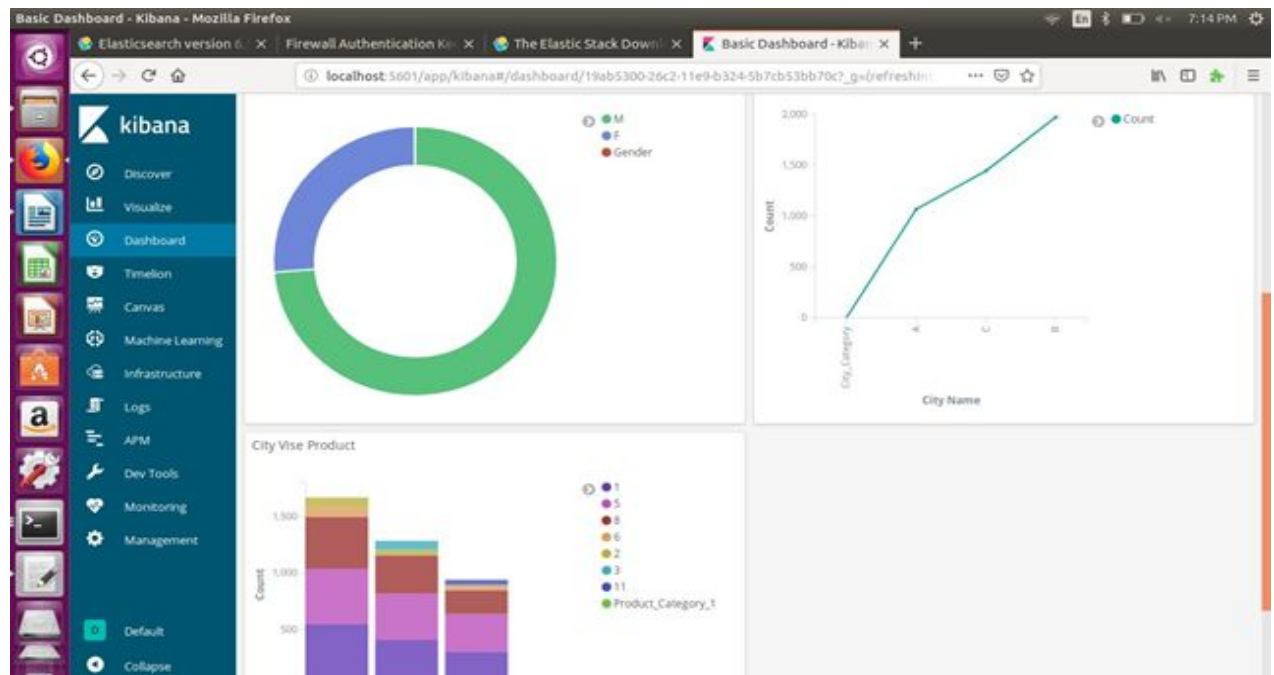 Basic Dashboard - Kibana - Mozilla Firefox
En
7:14 PM
Elasticsearch version 6.
Firewall Authentication Ke
The Elastic Stack Down
Basic Dashboard - Kiban
localhost:5601/app/kibana#/dashboard/19ab5300-26c2-11e9-b324-5b7cb53bb70c?_g=(refreshInt
kibana
Discover
Visualize
Dashboard
Timelion
Canvas
Machine Learning
Infrastructure
Logs
APM
Dev Tools
Monitoring
Management
D
Default
Collapse
M
F
Gender
2,000
1,500
1,000
500
0
Count
City_Category
A
C
B
City Name
Count
City Vise Product
1,500
1,000
500
Count
1
5
8
6
2
3
11
Product_Category_1